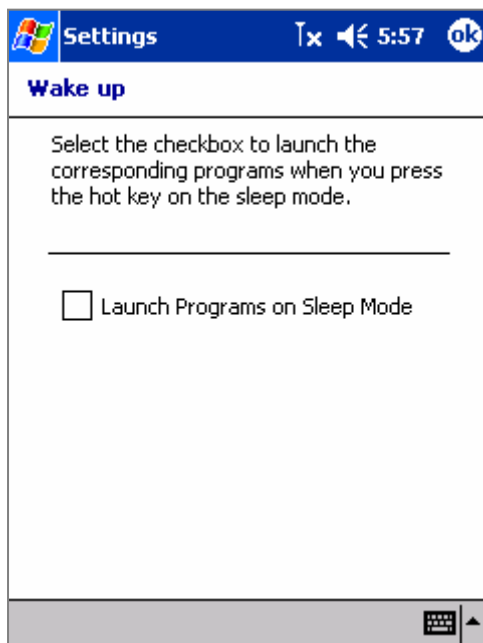 Settings 5:57 ok
Wake up
Select the checkbox to launch the
corresponding programs when you press
the hot key on the sleep mode.
Launch Programs on Sleep Mode